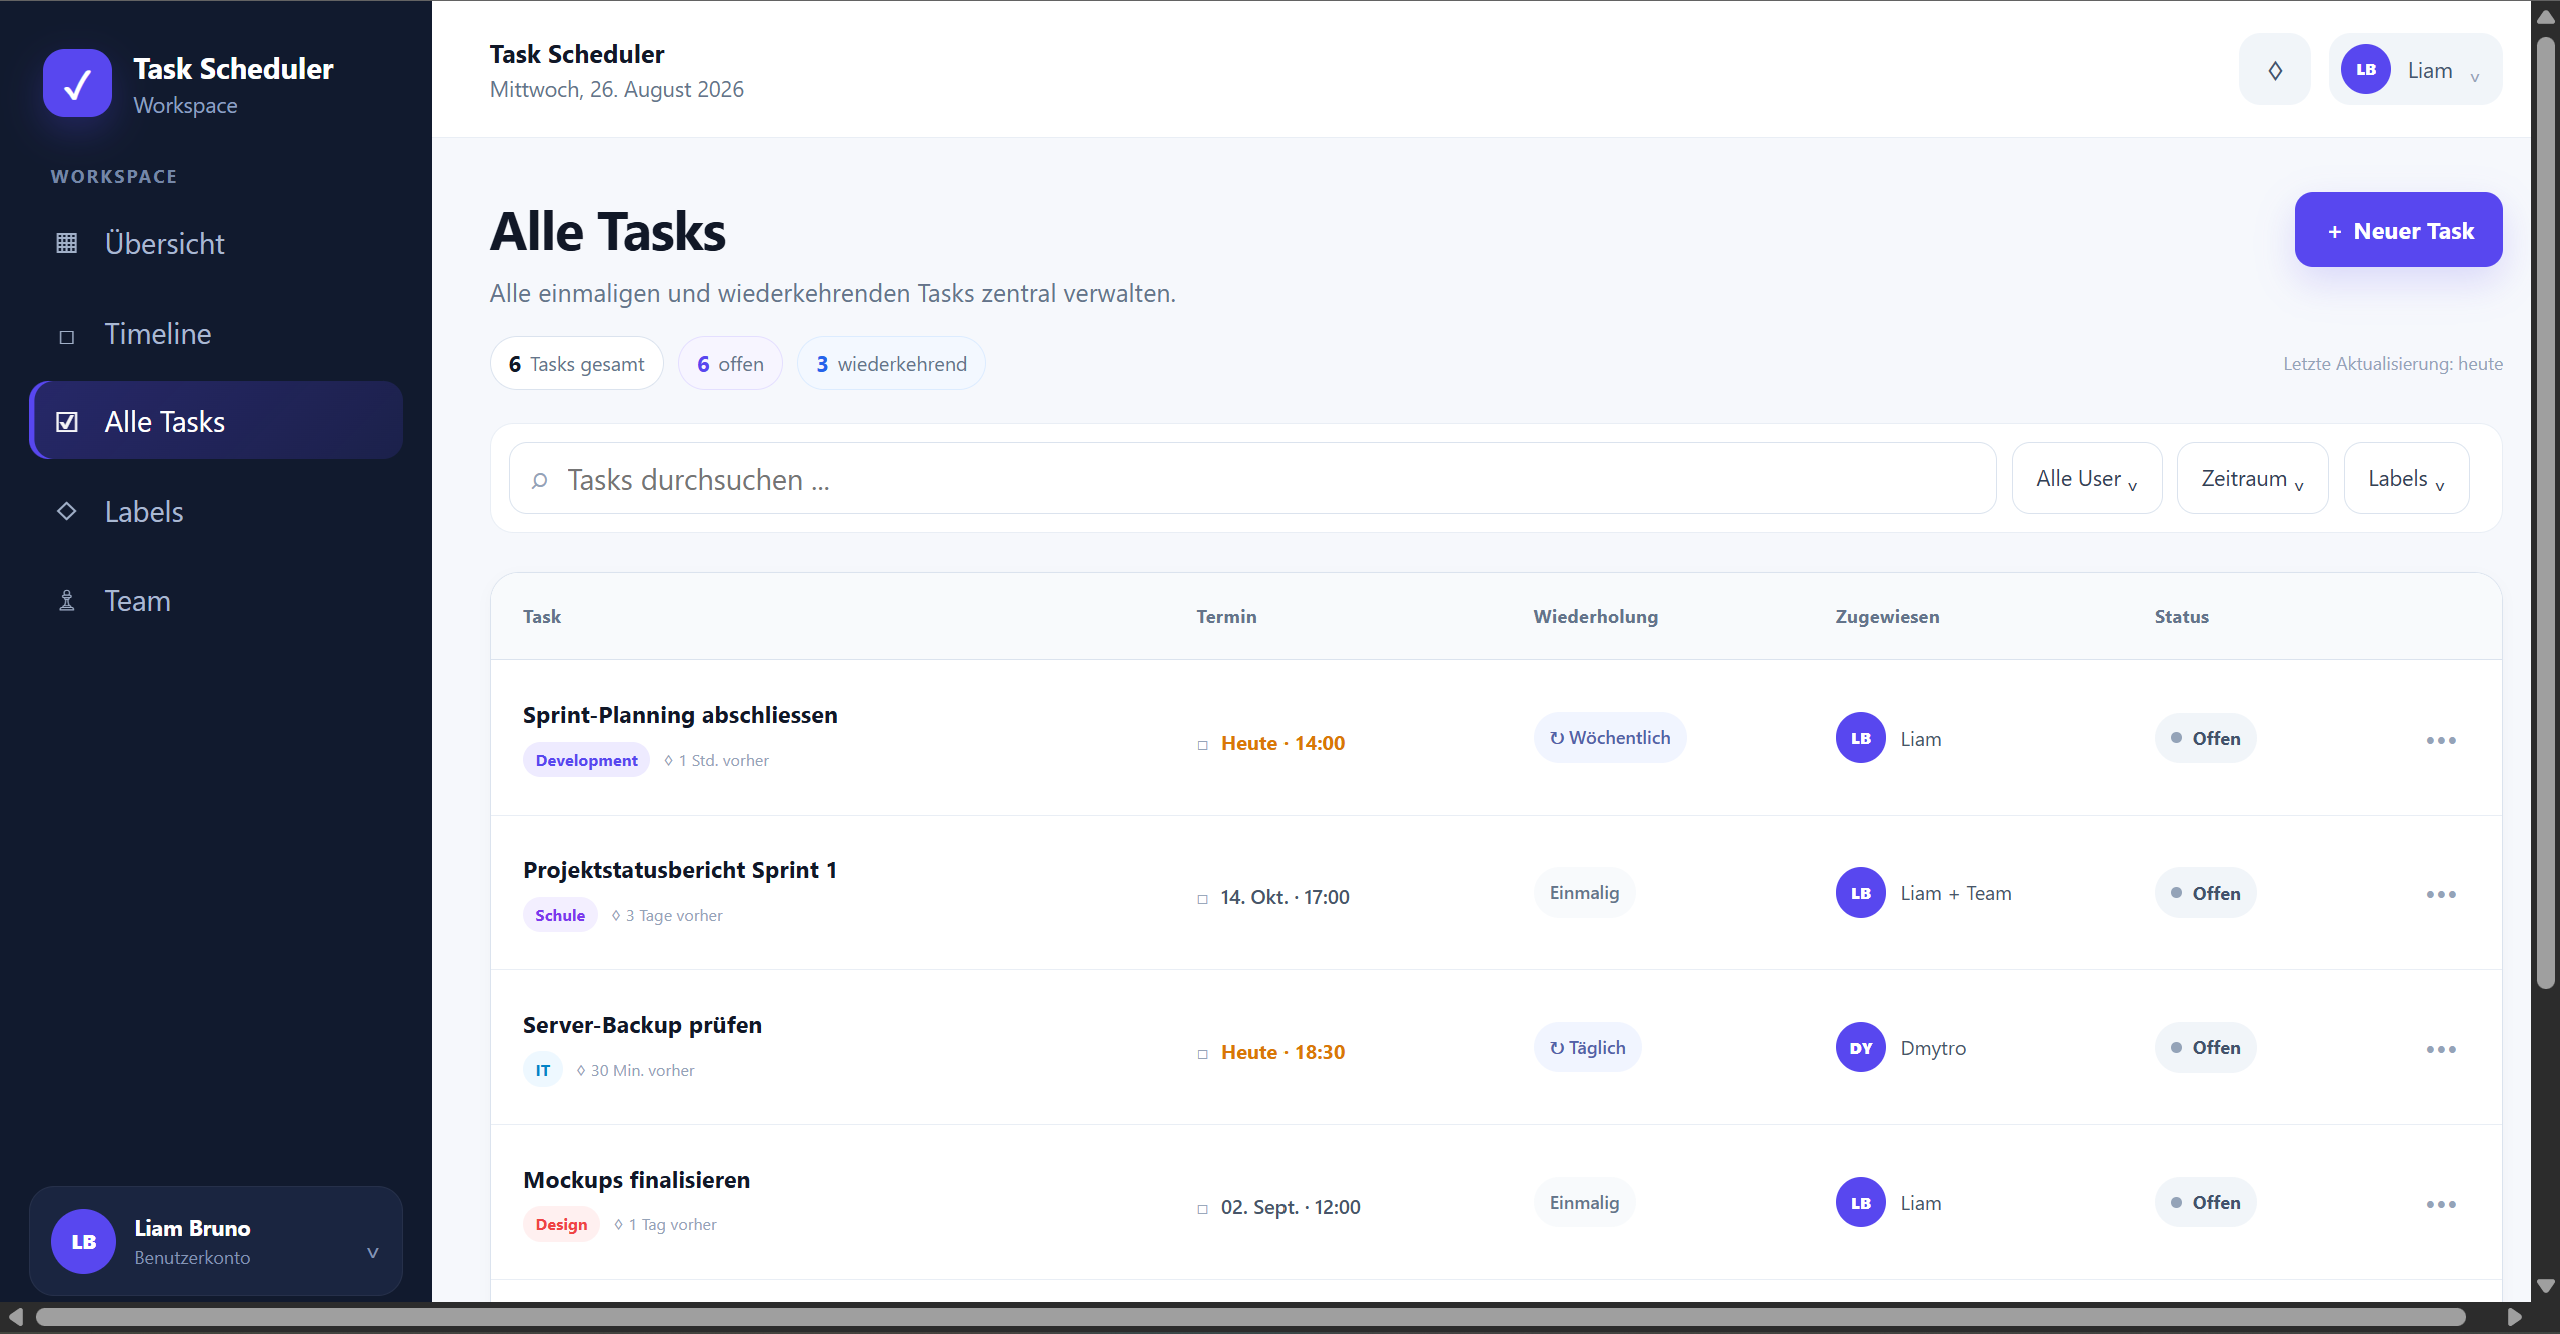 Task Scheduler
Workspace
WORKSPACE
Übersicht
Timeline
Alle Tasks
Labels
Team
LB
Liam Bruno
Benutzerkonto
Task Scheduler
Mittwoch, 26. August 2026
LB Liam
Alle Tasks
+ Neuer Task
Alle einmaligen und wiederkehrenden Tasks zentral verwalten.
6 Tasks gesamt 6 offen 3 wiederkehrend
Letzte Aktualisierung: heute
Tasks durchsuchen ...
Alle User Zeitraum Labels
Task Termin Wiederholung Zugewiesen Status
Sprint-Planning abschliessen
Development ◊ 1 Std. vorher
Heute · 14:00
↻ Wöchentlich
LB Liam
Offen
Projektstatusbericht Sprint 1
Schule ◊ 3 Tage vorher
14. Okt. · 17:00
Einmalig
LB Liam + Team
Offen
Server-Backup prüfen
IT ◊ 30 Min. vorher
Heute · 18:30
↻ Täglich
DY Dmytro
Offen
Mockups finalisieren
Design ◊ 1 Tag vorher
02. Sept. · 12:00
Einmalig
LB Liam
Offen